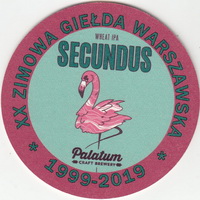 XX ZIMOWA GIEŁDA WARSZAWSKA
WHEAT IPA
SECUNDUS
Palatum
CRAFT BREWERY
* 1999-2019 *